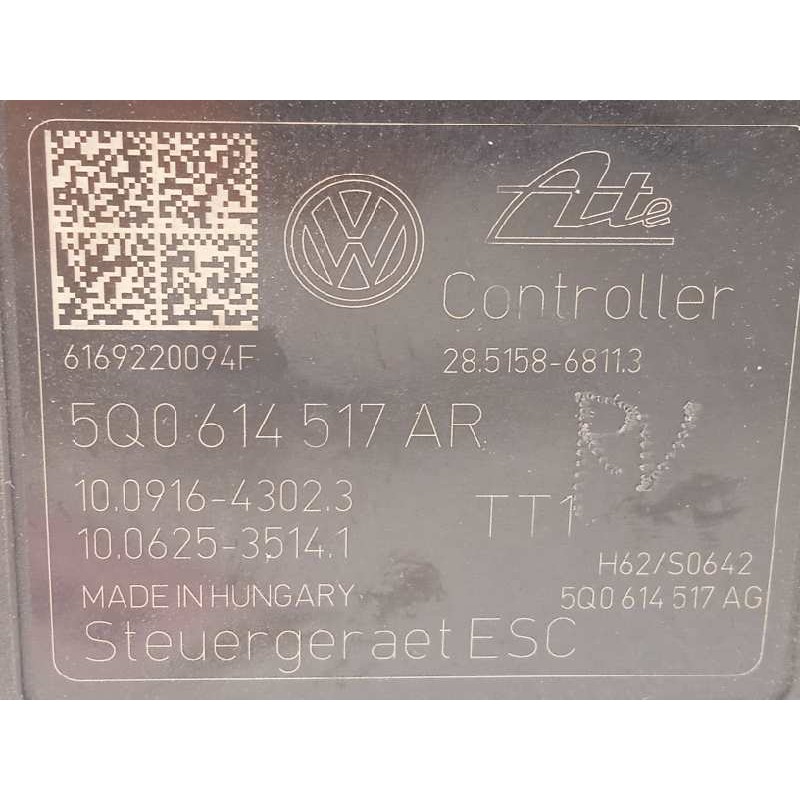 Ate
Controller
6169220094F
28.5158-6811.3
5Q0 614 517 AR
RV
10.0916-4302.3
TT1
10.0625-3514.1
H62/S0642
MADE IN HUNGARY
5Q0 614 517 AG
Steuergeraet ESC